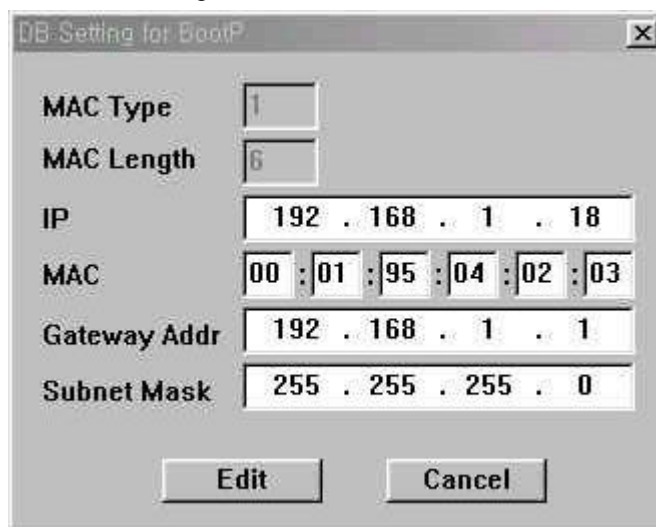 DB Setting for BootP
MAC Type 1
MAC Length 6
IP 192 . 168 . 1 . 18
MAC 00 : 01 : 95 : 04 : 02 : 03
Gateway Addr 192 . 168 . 1 . 1
Subnet Mask 255 . 255 . 255 . 0
Edit Cancel